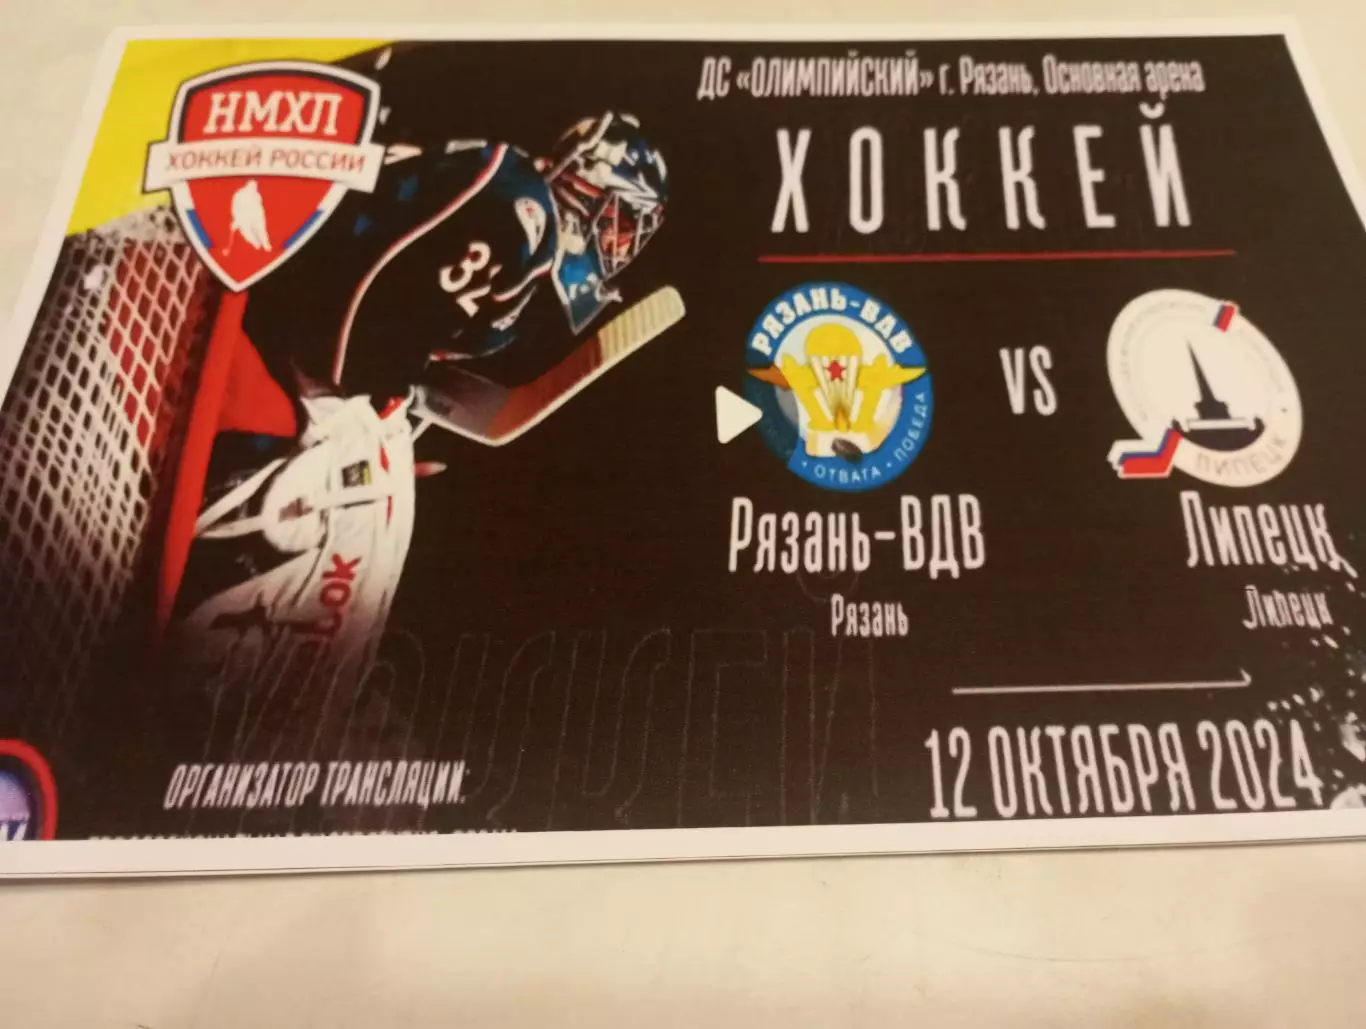 ДС «ОЛИМПИЙСКИЙ» г. Рязань, Основная арена
НМХЛ
ХОККЕЙ РОССИИ
ХОККЕЙ
32
РЯЗАНЬ-ВДВ
ОТВАГА • ПОБЕДА
VS
ЛИПЕЦК
Рязань-ВДВ
Липецк
Рязань
Липецк
12 ОКТЯБРЯ 2024
ОРГАНИЗАТОР ТРАНСЛЯЦИИ: